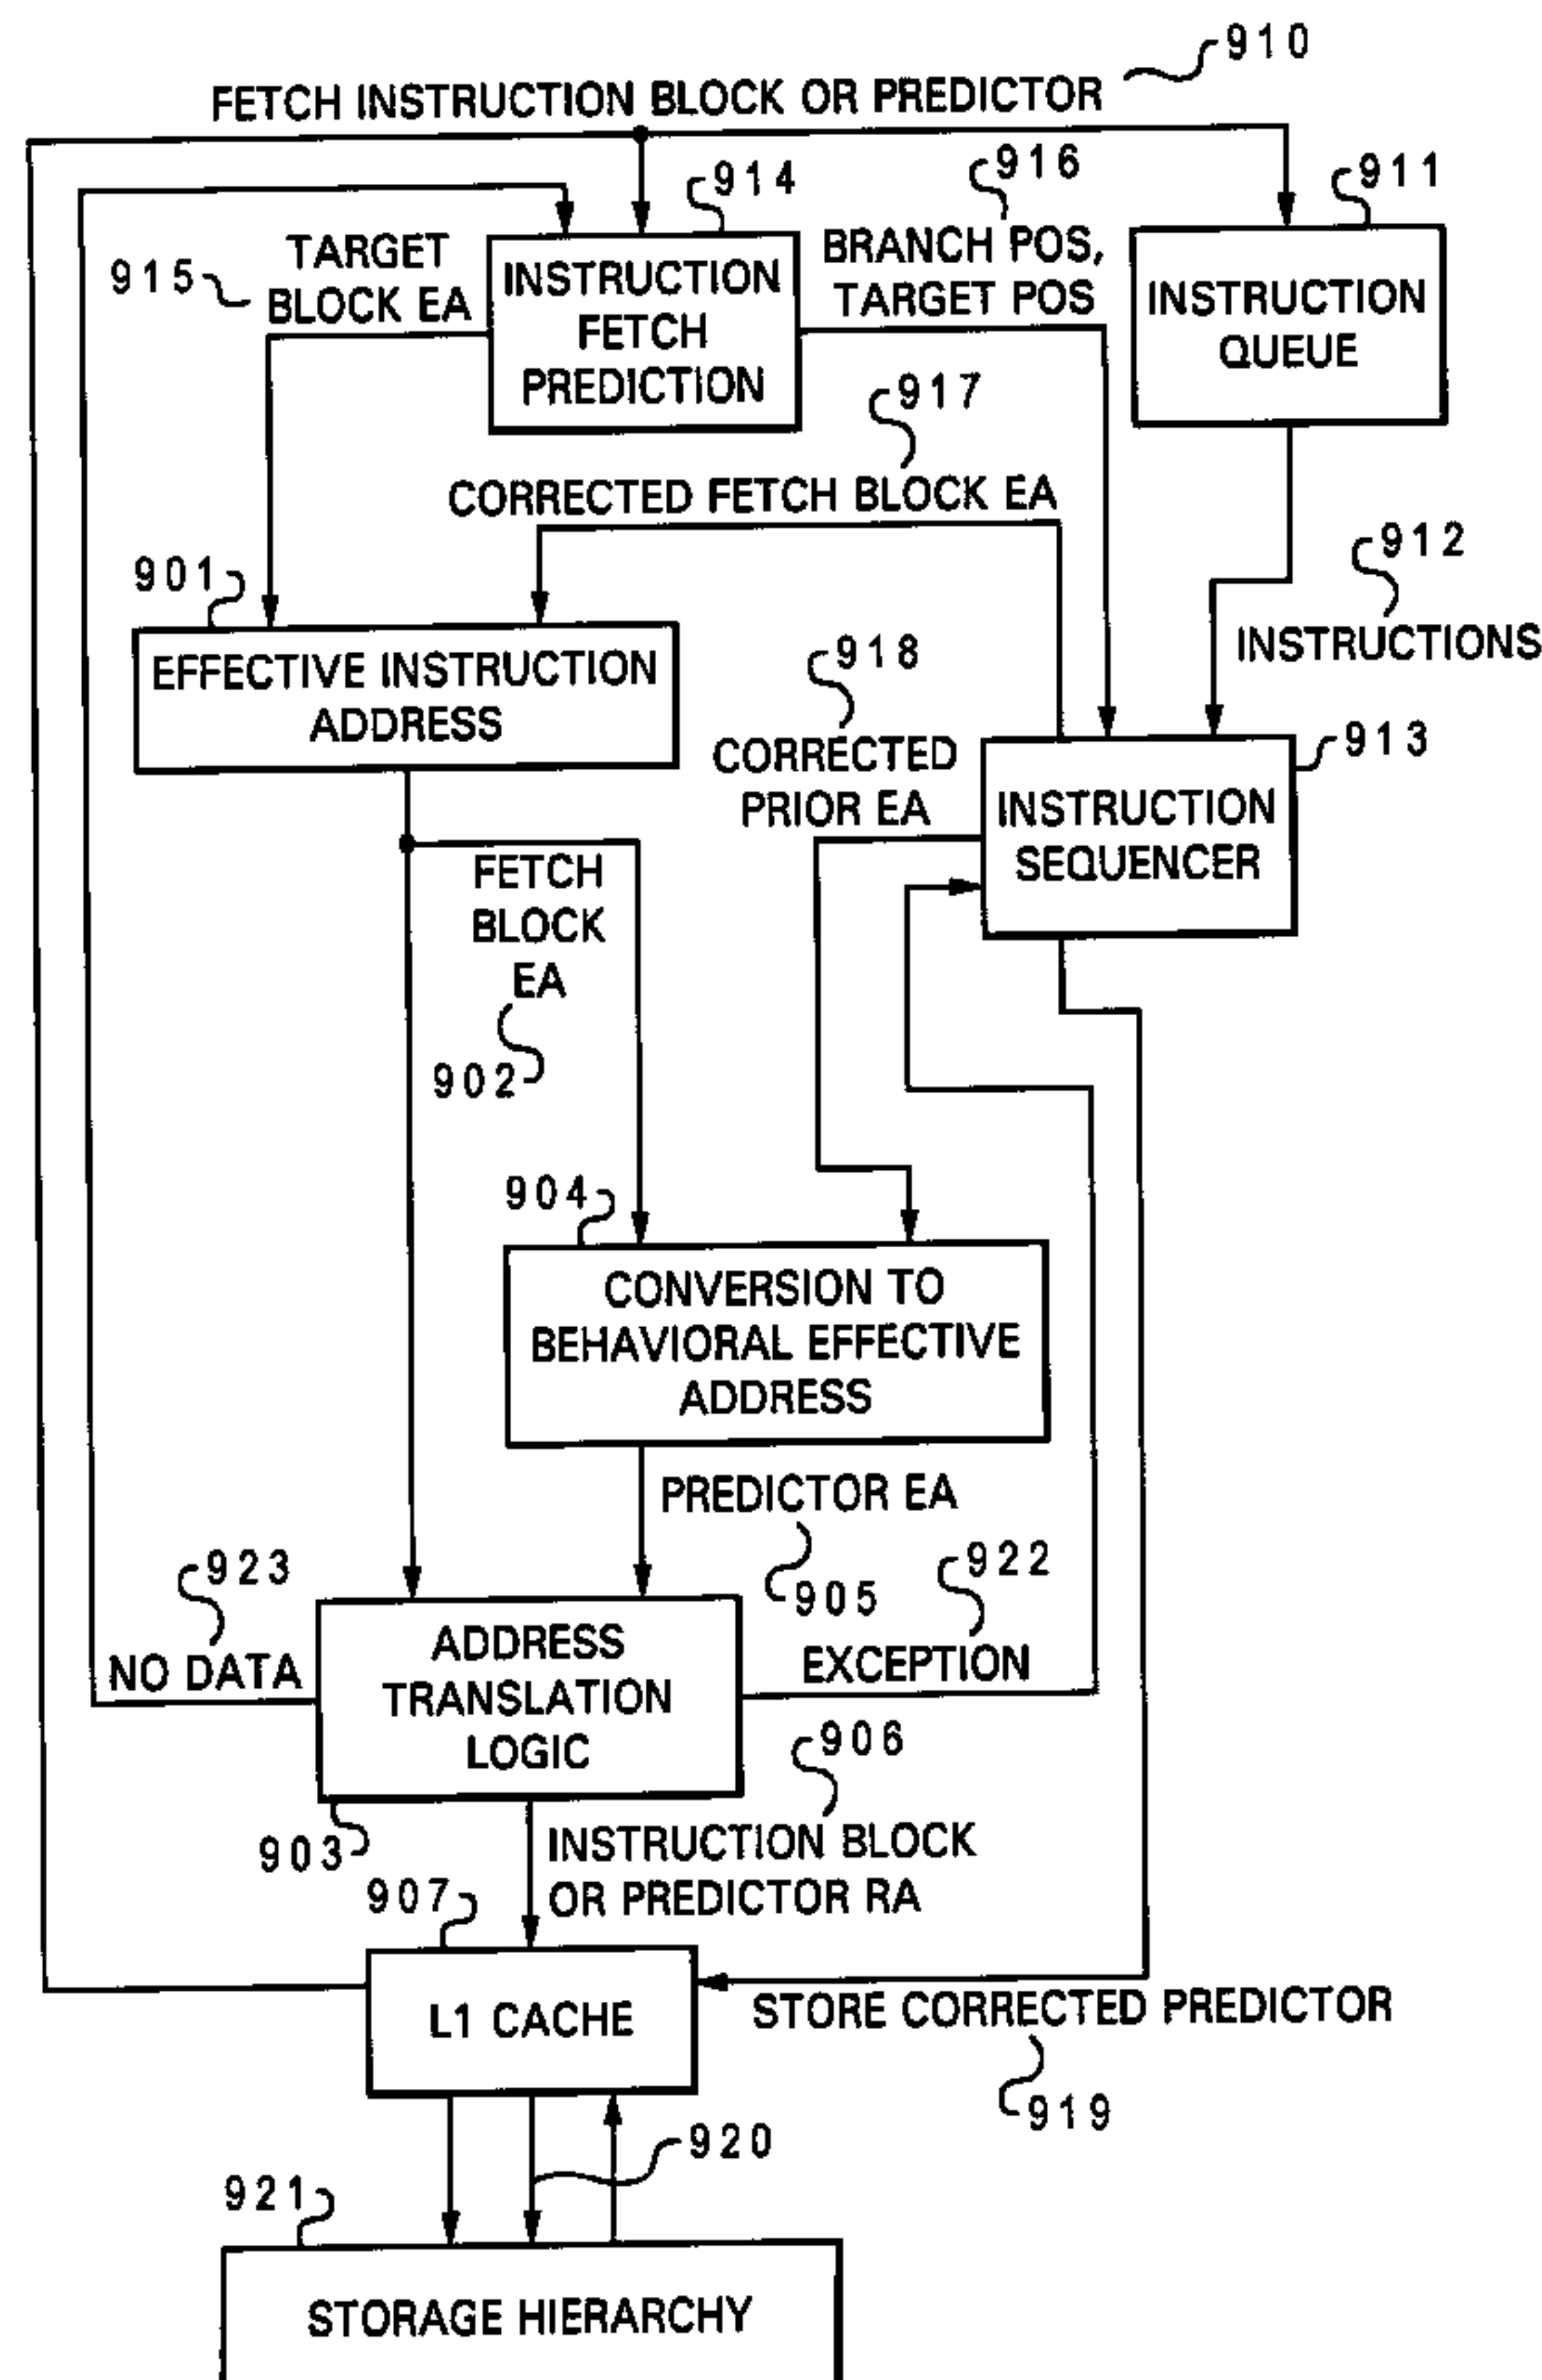 910
FETCH INSTRUCTION BLOCK OR PREDICTOR
916
914
911
915
TARGET
BLOCK EA
INSTRUCTION
FETCH
PREDICTION
BRANCH POS,
TARGET POS
INSTRUCTION
QUEUE
917
CORRECTED FETCH BLOCK EA
912
INSTRUCTIONS
901
EFFECTIVE INSTRUCTION
ADDRESS
918
CORRECTED
PRIOR EA
913
INSTRUCTION
SEQUENCER
FETCH
BLOCK
EA
902
904
CONVERSION TO
BEHAVIORAL EFFECTIVE
ADDRESS
PREDICTOR EA
905
923
NO DATA
922
EXCEPTION
ADDRESS
TRANSLATION
LOGIC
903
906
INSTRUCTION BLOCK
OR PREDICTOR RA
907
L1 CACHE
STORE CORRECTED PREDICTOR
919
920
921
STORAGE HIERARCHY